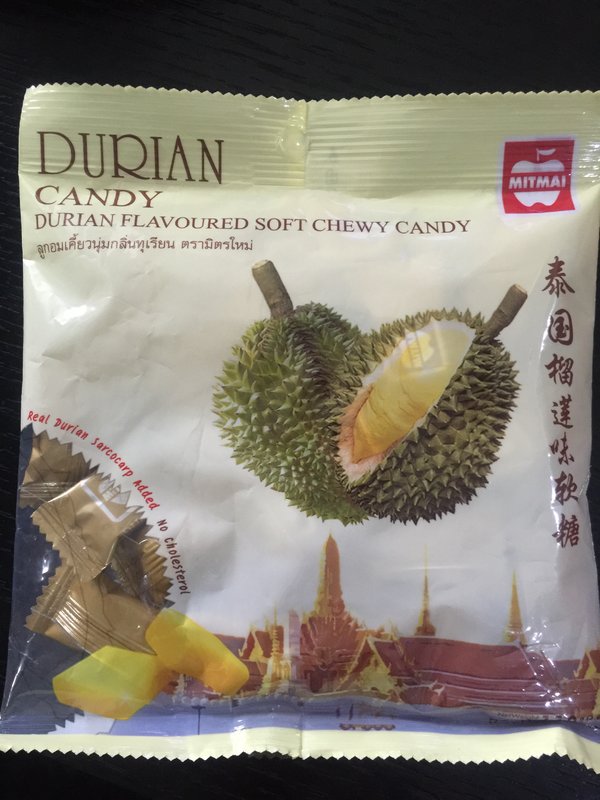 DURIAN
CANDY
DURIAN FLAVOURED SOFT CHEWY CANDY
ลูกอมเคี้ยวนุ่มกลิ่นทุเรียน ตรามิตรใหม่
MITMAI
泰国榴莲味软糖
Real Durian Sarcocarp Added No Cholesterol